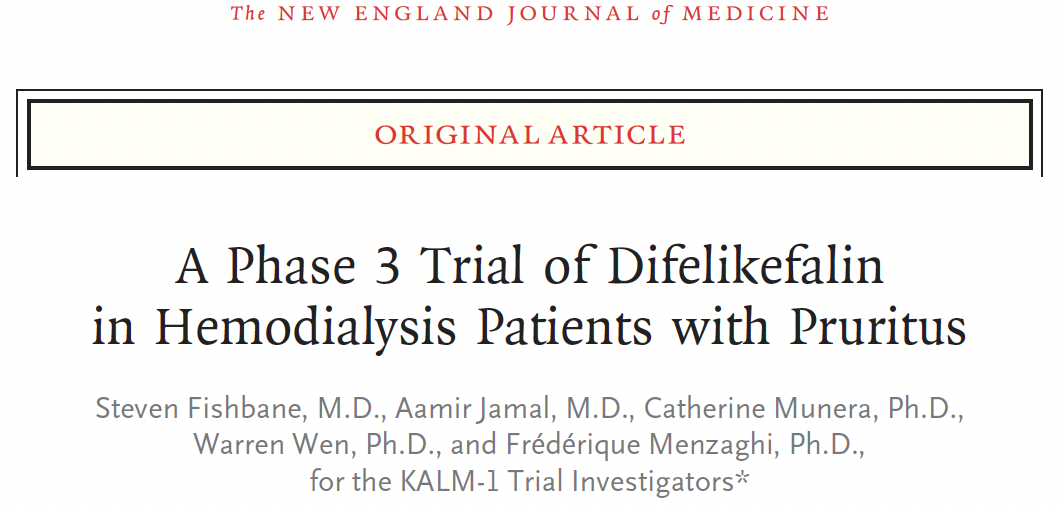 The NEW ENGLAND JOURNAL of MEDICINE
ORIGINAL ARTICLE
A Phase 3 Trial of Difelikefalin
in Hemodialysis Patients with Pruritus
Steven Fishbane, M.D., Aamir Jamal, M.D., Catherine Munera, Ph.D.,
Warren Wen, Ph.D., and Frédérique Menzaghi, Ph.D.,
for the KALM-1 Trial Investigators*